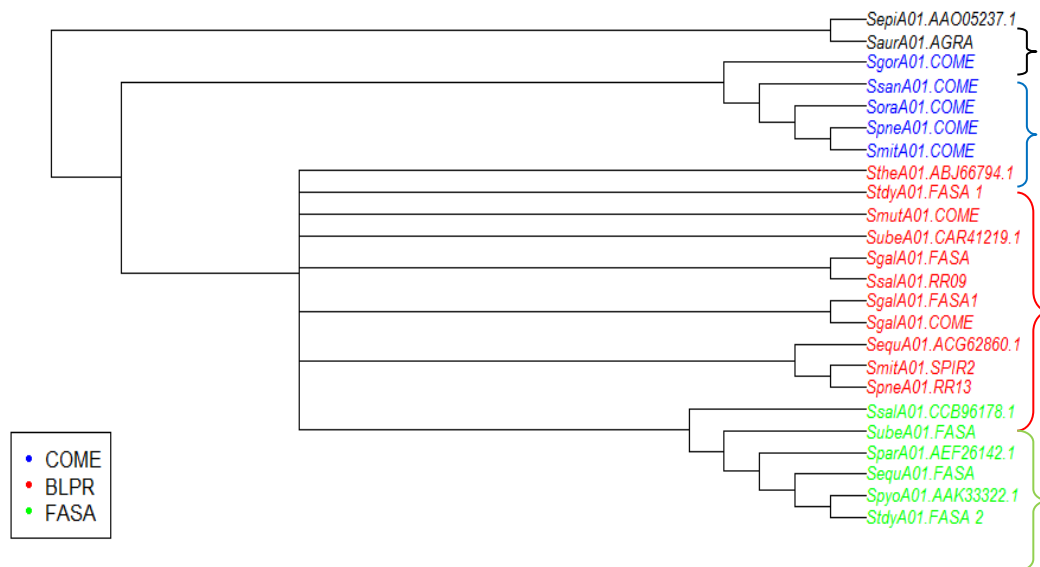 SepiA01.AAO05237.1
SaurA01.AGRA
SgorA01.COME
SsanA01.COME
SoraA01.COME
SpneA01.COME
SmitA01.COME
StheA01.ABJ66794.1
StdyA01.FASA 1
SmutA01.COME
SubeA01.CAR41219.1
SgalA01.FASA
SsalA01.RR09
SgalA01.FASA1
SgalA01.COME
SequA01.ACG62860.1
SmitA01.SPIR2
SpneA01.RR13
SsalA01.CCB96178.1
SubeA01.FASA
SparA01.AEF26142.1
SequA01.FASA
SpyoA01.AAK33322.1
StdyA01.FASA 2
COME
BLPR
FASA